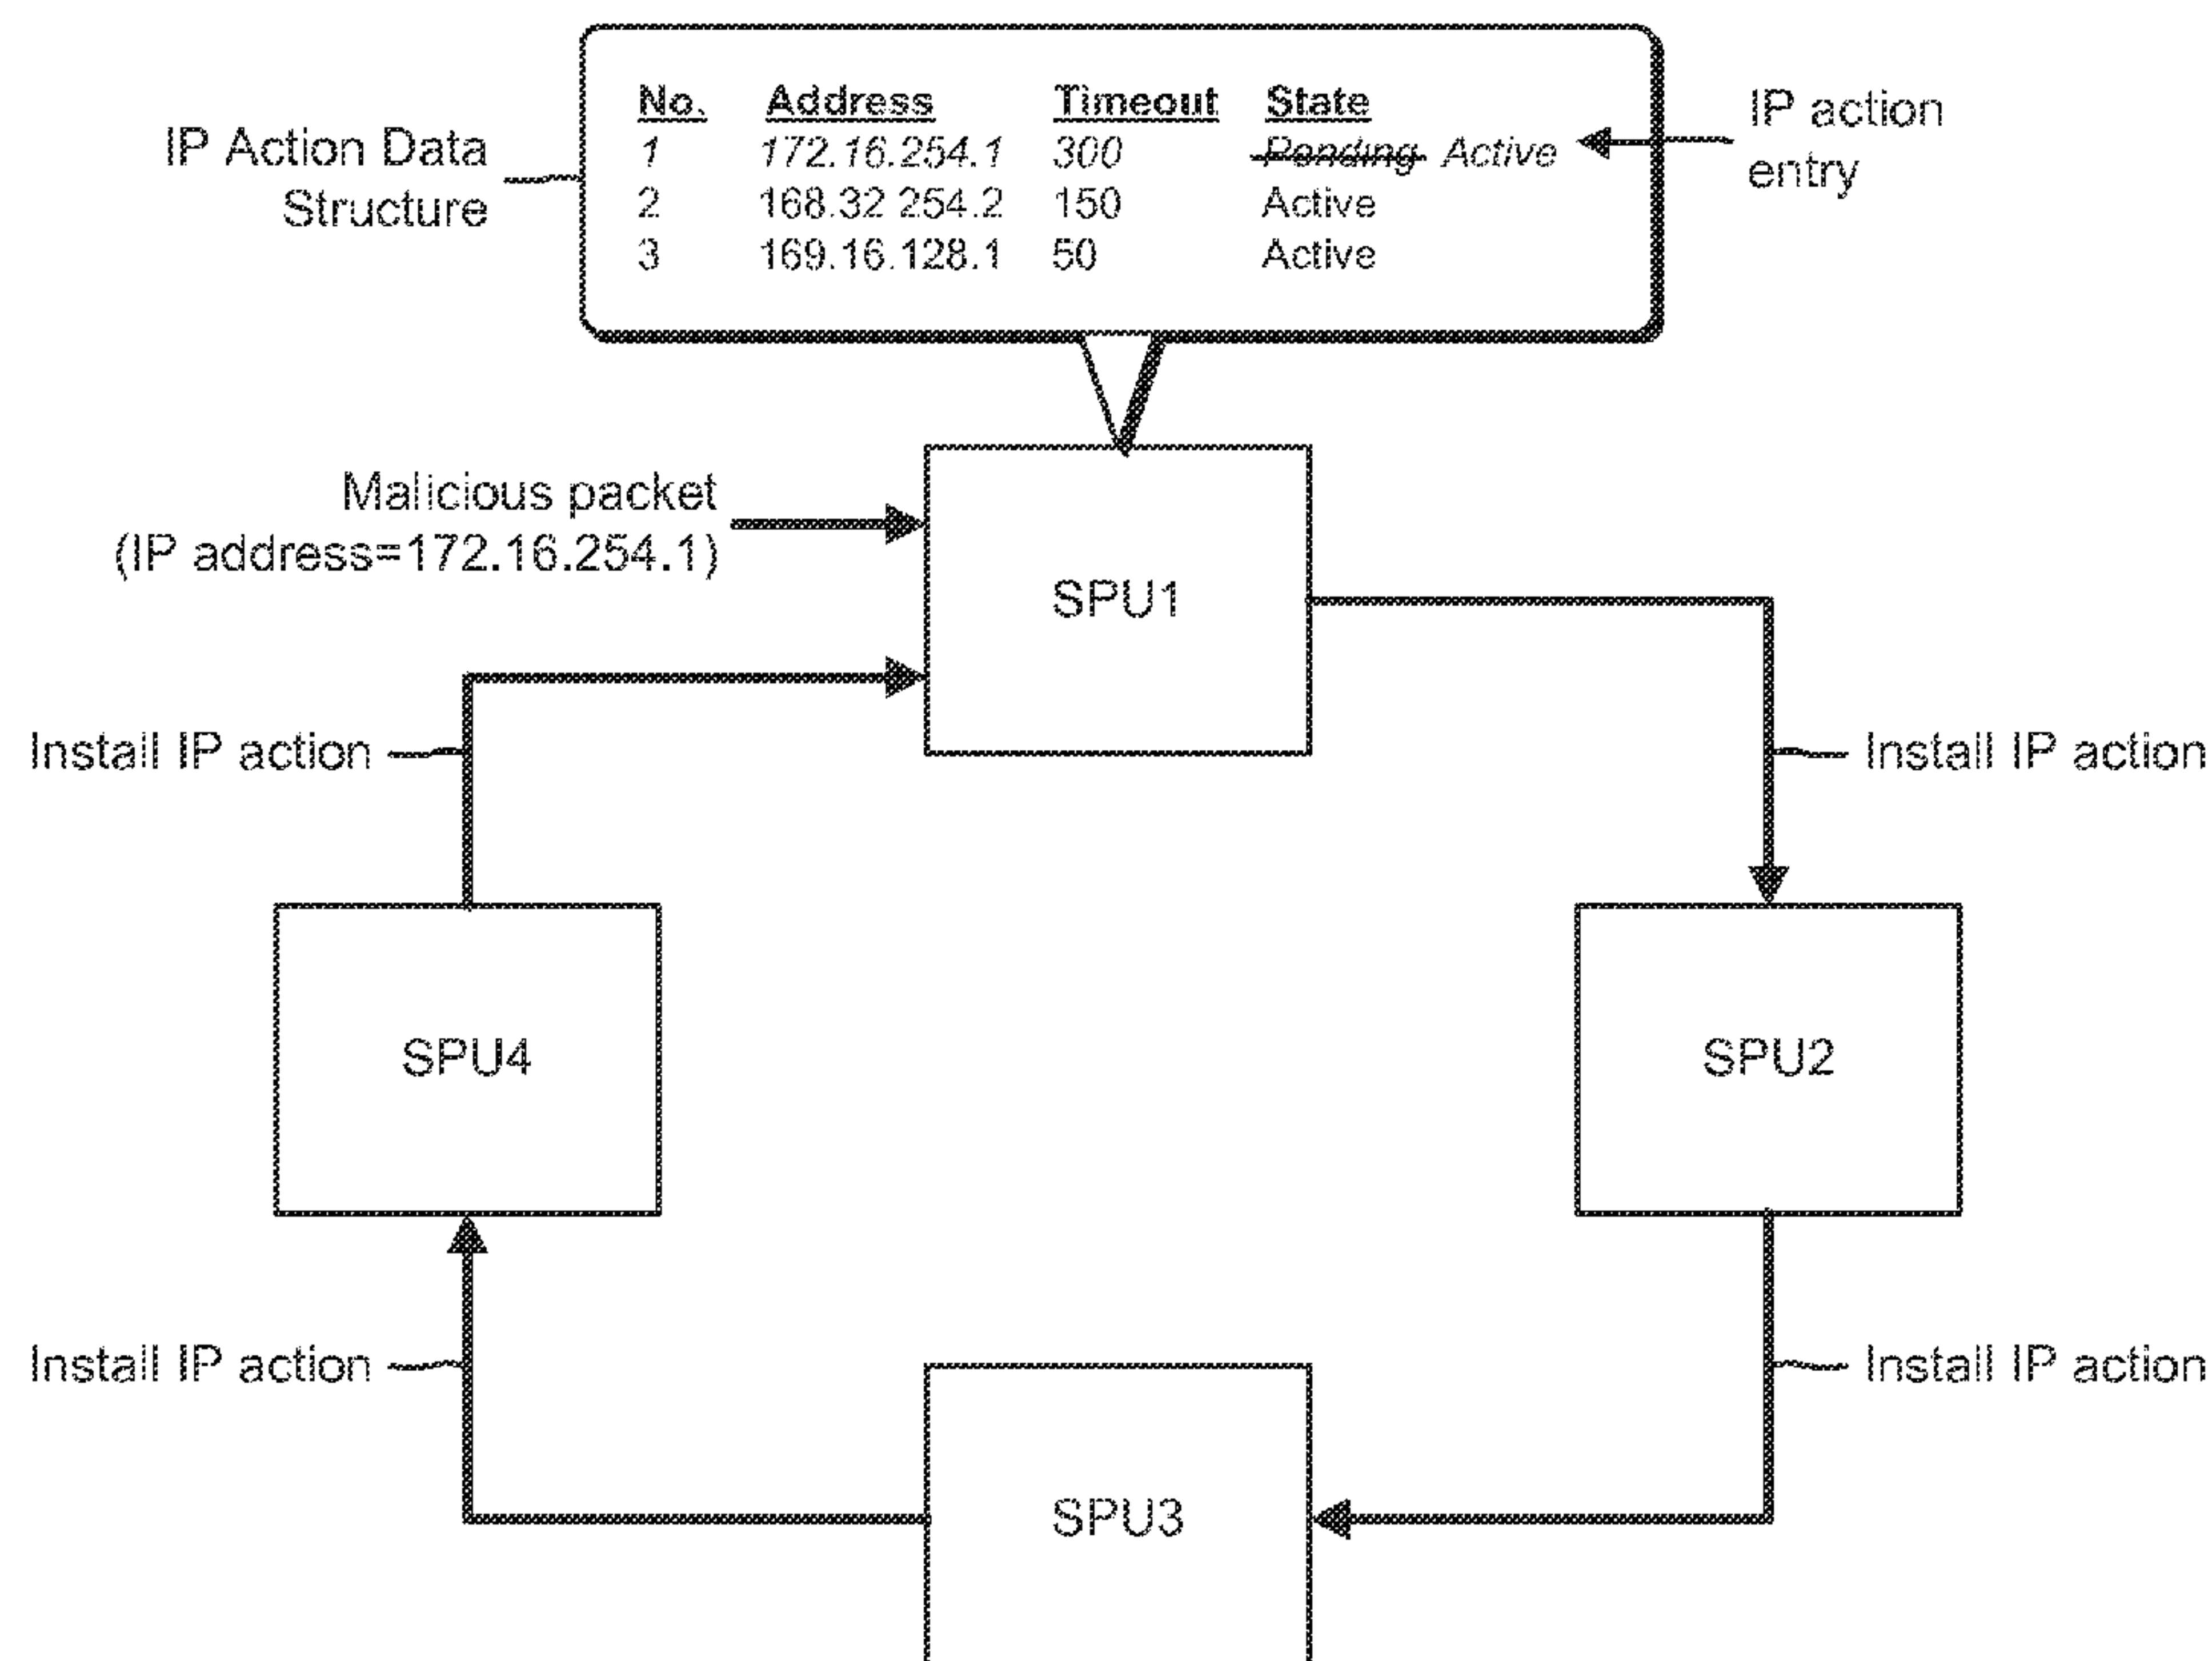 No. Address Timeout State
1 172.16.254.1 300 Pending Active
2 168.32 254.2 150 Active
3 169.16.128.1 50 Active
IP Action Data
Structure
IP action
entry
Malicious packet
(IP address=172.16.254.1)
SPU1
Install IP action
Install IP action
SPU4
SPU2
Install IP action
Install IP action
SPU3